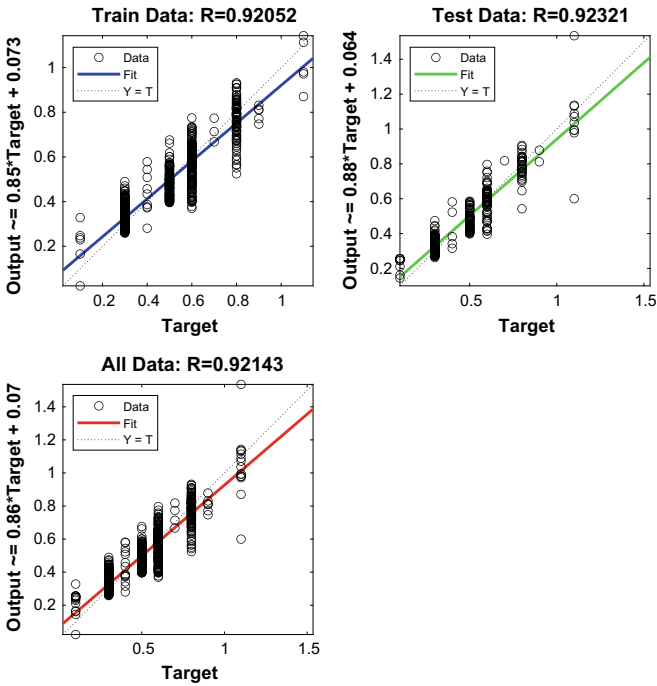 Train Data: R=0.92052
Output ~= 0.85*Target + 0.073
1
0.8
0.6
0.4
0.2
Data
Fit
Y = T
0.2 0.4 0.6 0.8 1
Target
Test Data: R=0.92321
Output ~= 0.88*Target + 0.064
1.4
1.2
1
0.8
0.6
0.4
0.2
Data
Fit
Y = T
0.5 1 1.5
Target
All Data: R=0.92143
Output ~= 0.86*Target + 0.07
1.4
1.2
1
0.8
0.6
0.4
0.2
Data
Fit
Y = T
0.5 1 1.5
Target